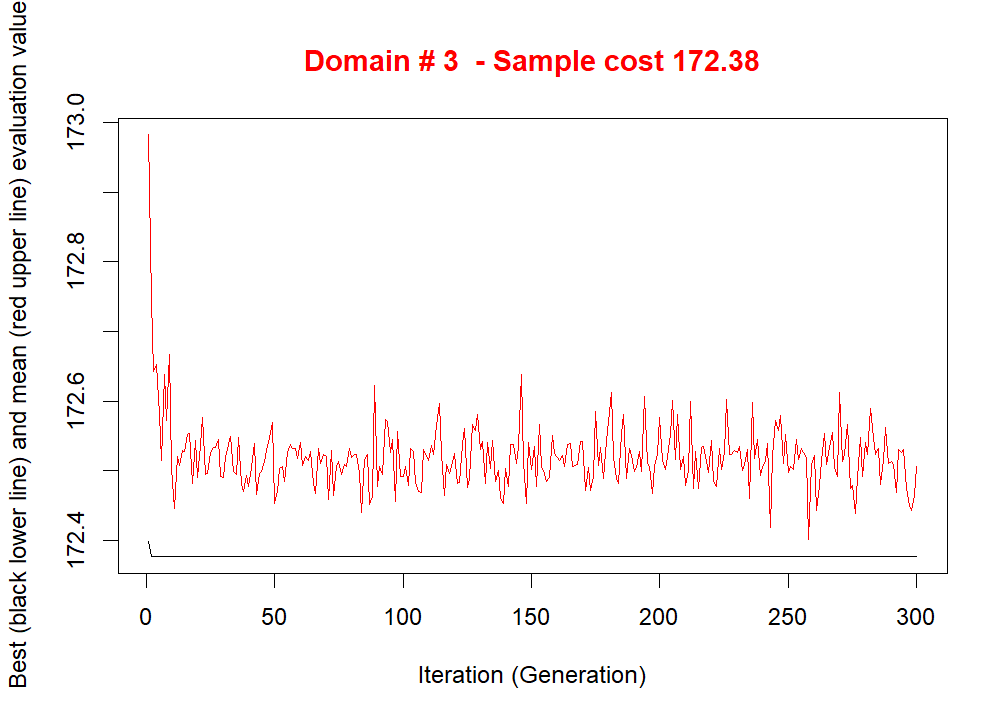 Domain # 3  - Sample cost 172.38
Best (black lower line) and mean (red upper line) evaluation value
173.0
172.8
172.6
172.4
0 50 100 150 200 250 300
Iteration (Generation)